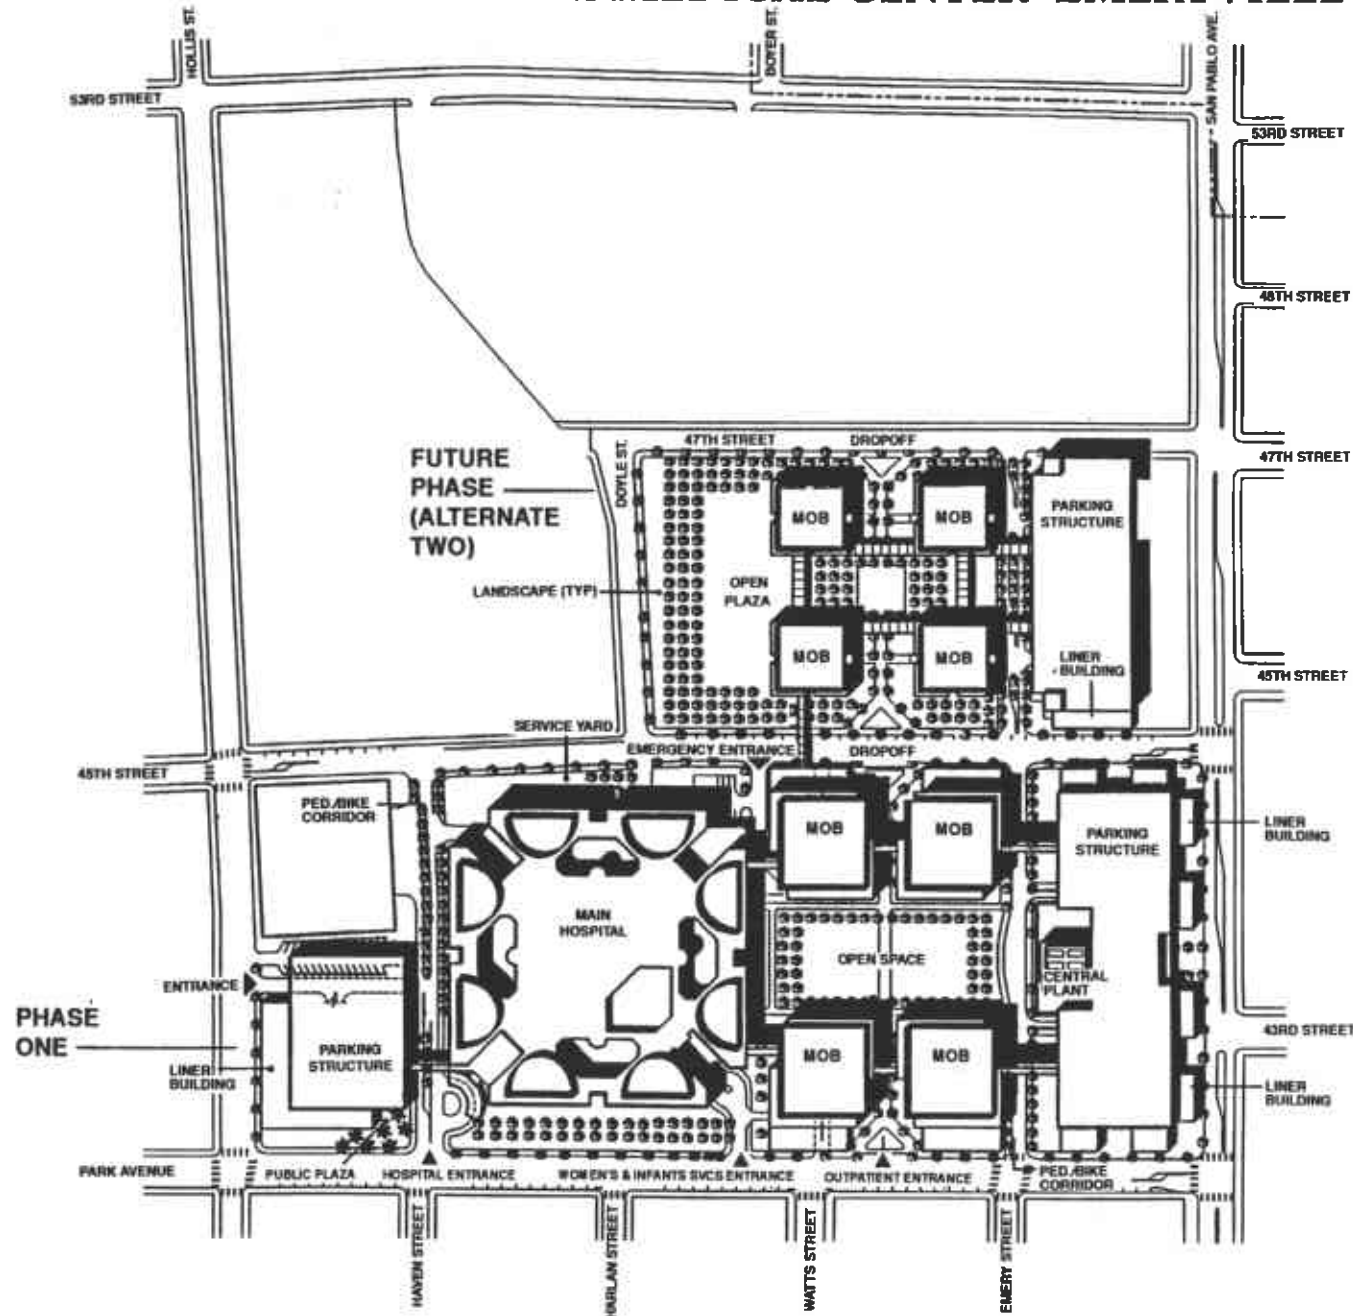 HOLLIS ST.
BOYER ST.
SAN PABLO AVE.
53RD STREET
53RD STREET
48TH STREET
FUTURE
PHASE
(ALTERNATE
TWO)
DOYLE ST.
47TH STREET
DROPOFF
47TH STREET
MOB
MOB
PARKING
STRUCTURE
LANDSCAPE (TYP)
OPEN
PLAZA
MOB
MOB
LINER
BUILDING
45TH STREET
SERVICE YARD
EMERGENCY ENTRANCE
DROPOFF
45TH STREET
PED./BIKE
CORRIDOR
MOB
MOB
PARKING
STRUCTURE
LINER
BUILDING
MAIN
HOSPITAL
OPEN SPACE
CENTRAL
PLANT
ENTRANCE
PHASE
ONE
PARKING
STRUCTURE
LINER
BUILDING
MOB
MOB
43RD STREET
LINER
BUILDING
PARK AVENUE
PUBLIC PLAZA
HOSPITAL ENTRANCE
WOMEN'S & INFANTS SVCS ENTRANCE
OUTPATIENT ENTRANCE
PED./BIKE
CORRIDOR
HAVEN STREET
HARLAN STREET
WATTS STREET
EMERY STREET